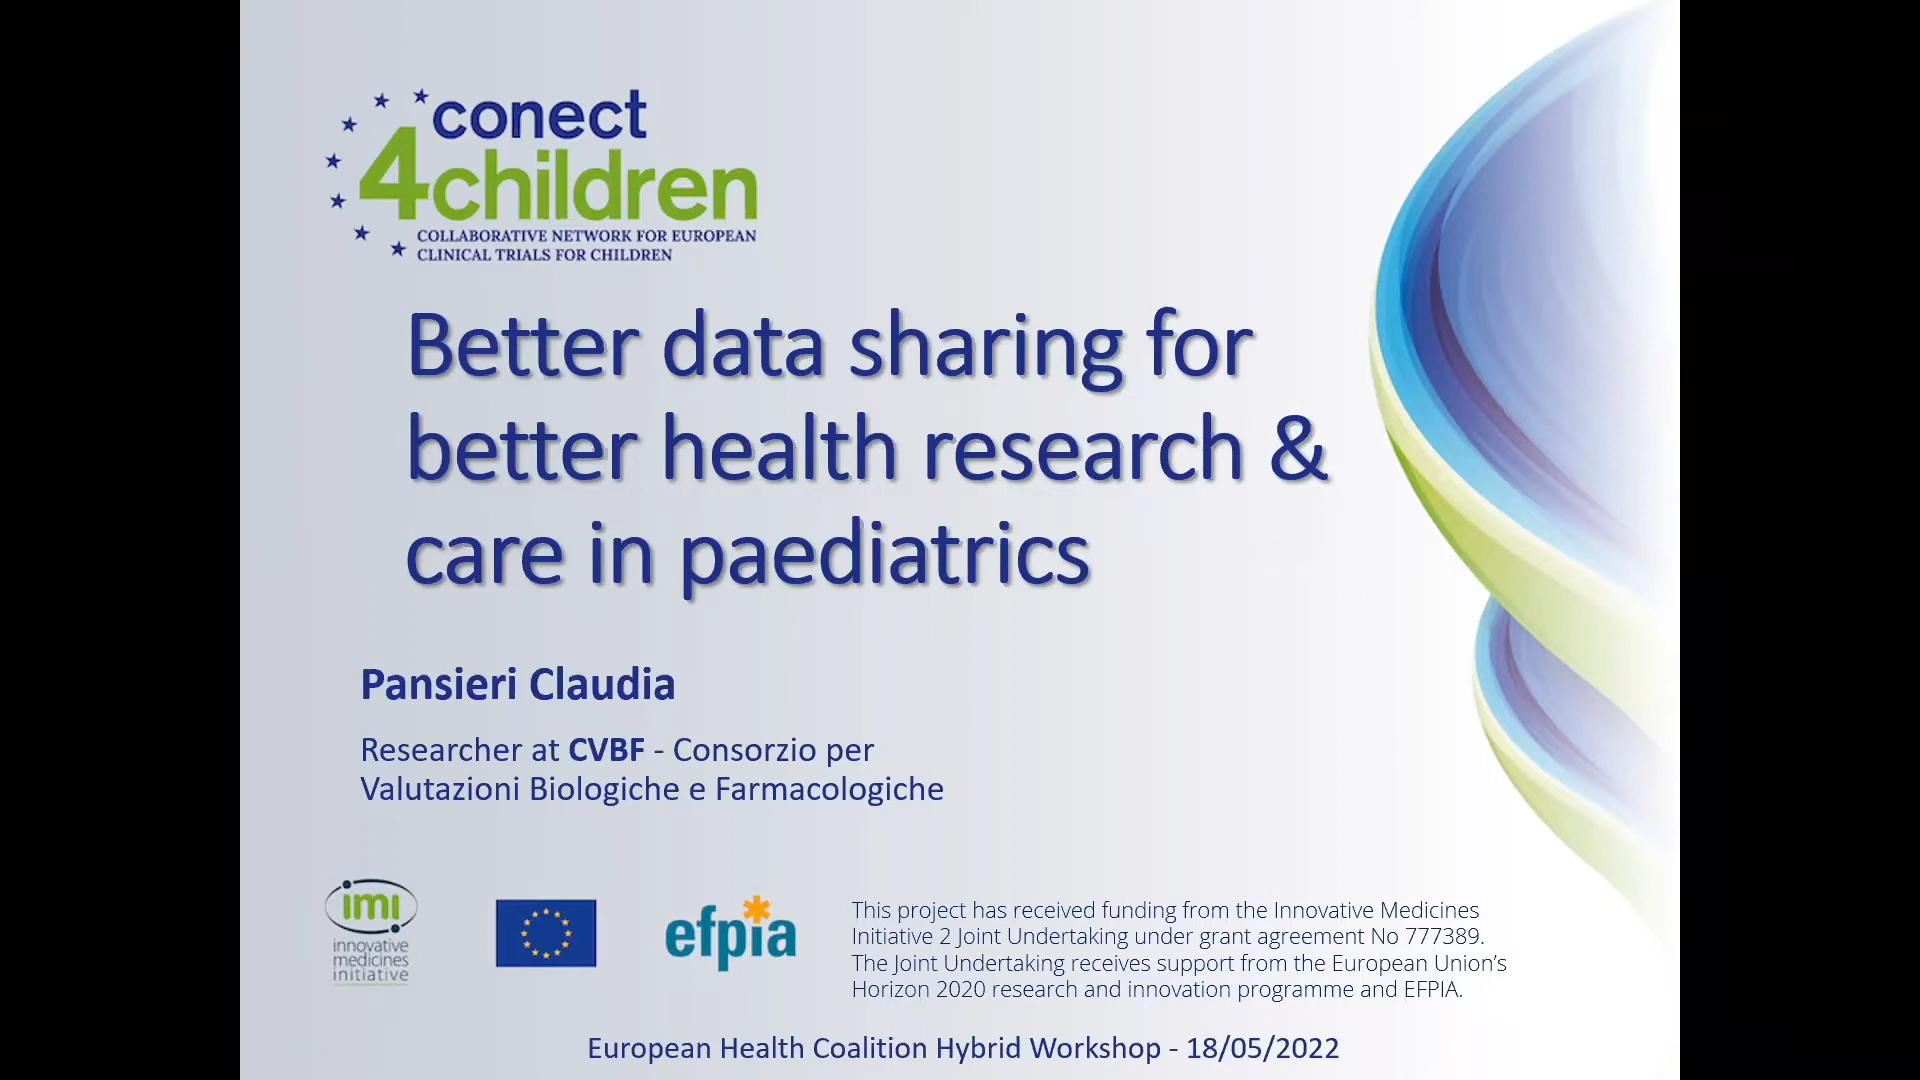 conect
4children
COLLABORATIVE NETWORK FOR EUROPEAN
CLINICAL TRIALS FOR CHILDREN
Better data sharing for
better health research &
care in paediatrics
Pansieri Claudia
Researcher at CVBF - Consorzio per
Valutazioni Biologiche e Farmacologiche
imi
innovative
medicines
initiative
efpia
This project has received funding from the Innovative Medicines
Initiative 2 Joint Undertaking under grant agreement No 777389.
The Joint Undertaking receives support from the European Union's
Horizon 2020 research and innovation programme and EFPIA.
European Health Coalition Hybrid Workshop - 18/05/2022